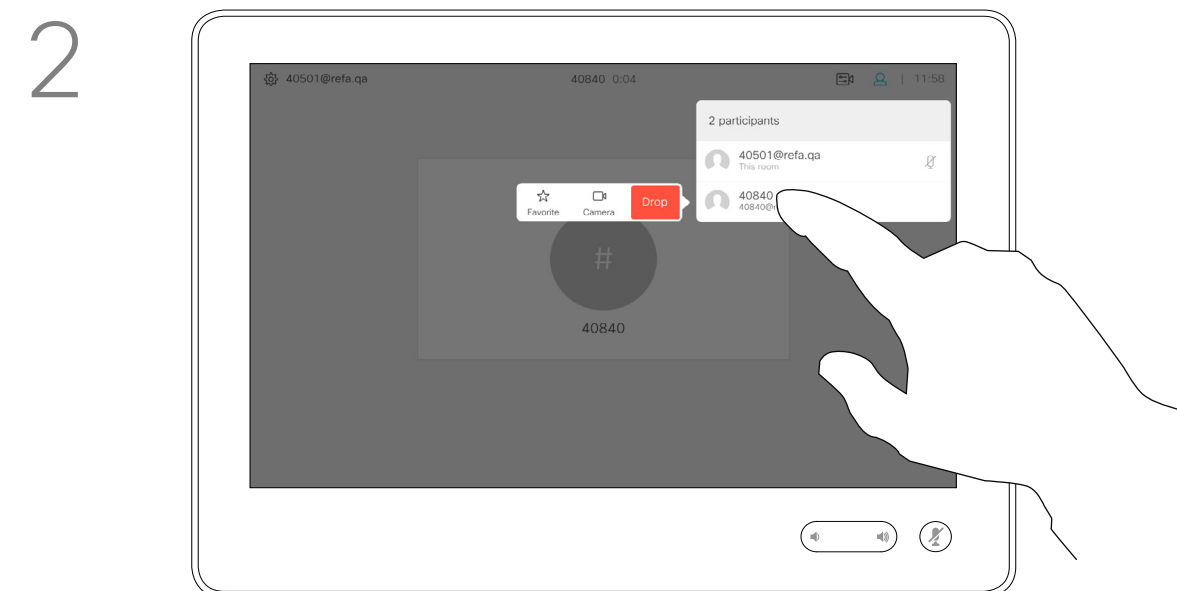 2
40501@refa.qa
40840 0:04
| 11:58
2 participants
40501@refa.qa
This room
40840
40840@r
Favorite
Camera
Drop
#
40840